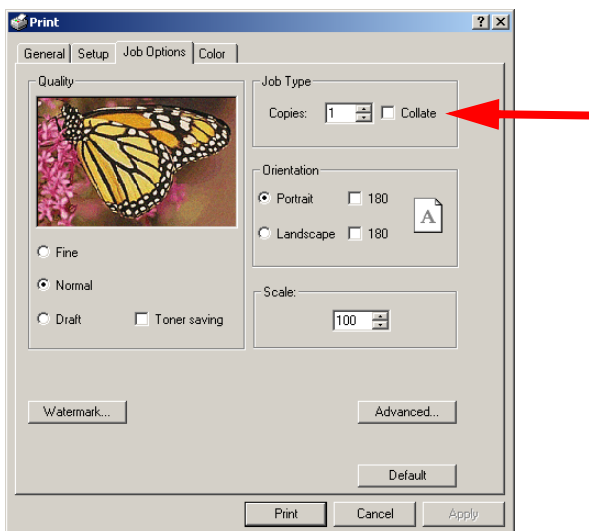 Print
General Setup Job Options Color
Quality
Fine
Normal
Draft Toner saving
Job Type
Copies: 1 Collate
Orientation
Portrait 180
Landscape 180
A
Scale:
100
Watermark... Advanced...
Default
Print Cancel Apply